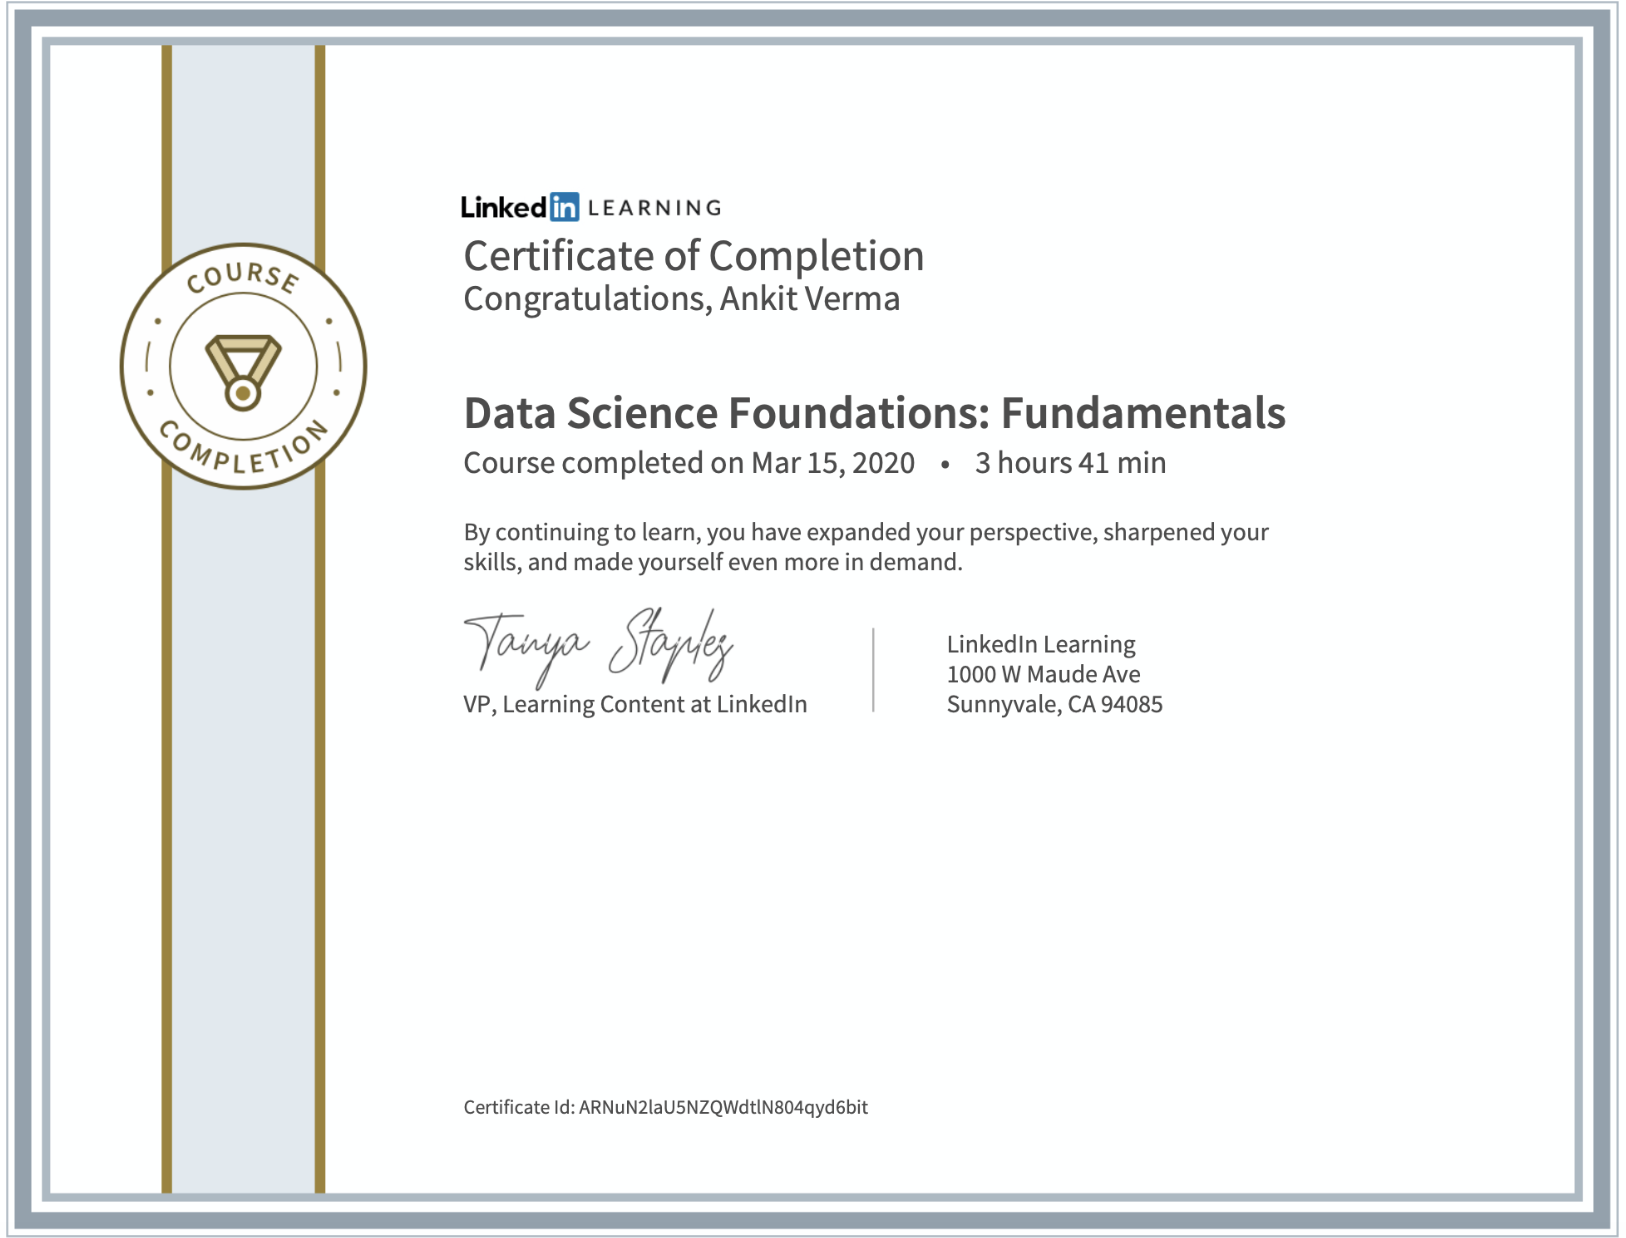 COURSE
COMPLETION
Linked in LEARNING
Certificate of Completion
Congratulations, Ankit Verma
Data Science Foundations: Fundamentals
Course completed on Mar 15, 2020 • 3 hours 41 min
By continuing to learn, you have expanded your perspective, sharpened your
skills, and made yourself even more in demand.
Tanya Staples
VP, Learning Content at LinkedIn
LinkedIn Learning
1000 W Maude Ave
Sunnyvale, CA 94085
Certificate Id: ARNuN2laU5NZQWdtlN804qyd6bit